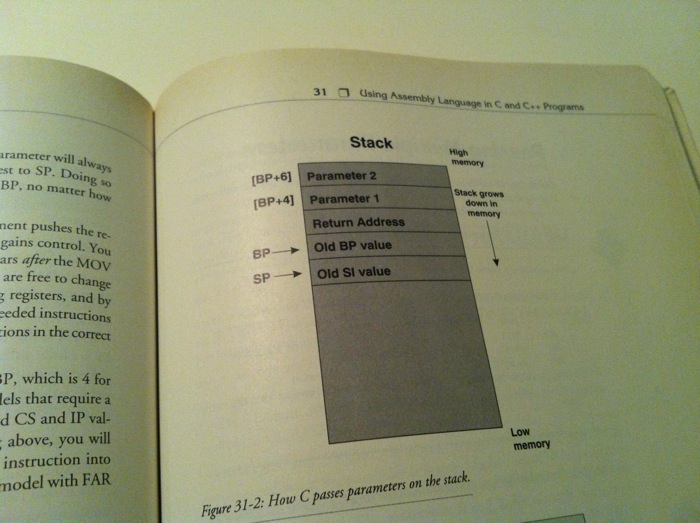 arameter will always
est to SP. Doing so
BP, no matter how
nent pushes the re-
gains control. You
ars after the MOV
are free to change
g registers, and by
eeded instructions
tions in the correct
BP, which is 4 for
dels that require a
d CS and IP val-
g above, you will
instruction into
model with FAR
31 ❒ Using Assembly Language in C and C++ Programs
Stack
High
memory
[BP+6] Parameter 2
[BP+4] Parameter 1
Stack grows
down in
memory
Return Address
BP → Old BP value
SP → Old SI value
Low
memory
Figure 31-2: How C passes parameters on the stack.